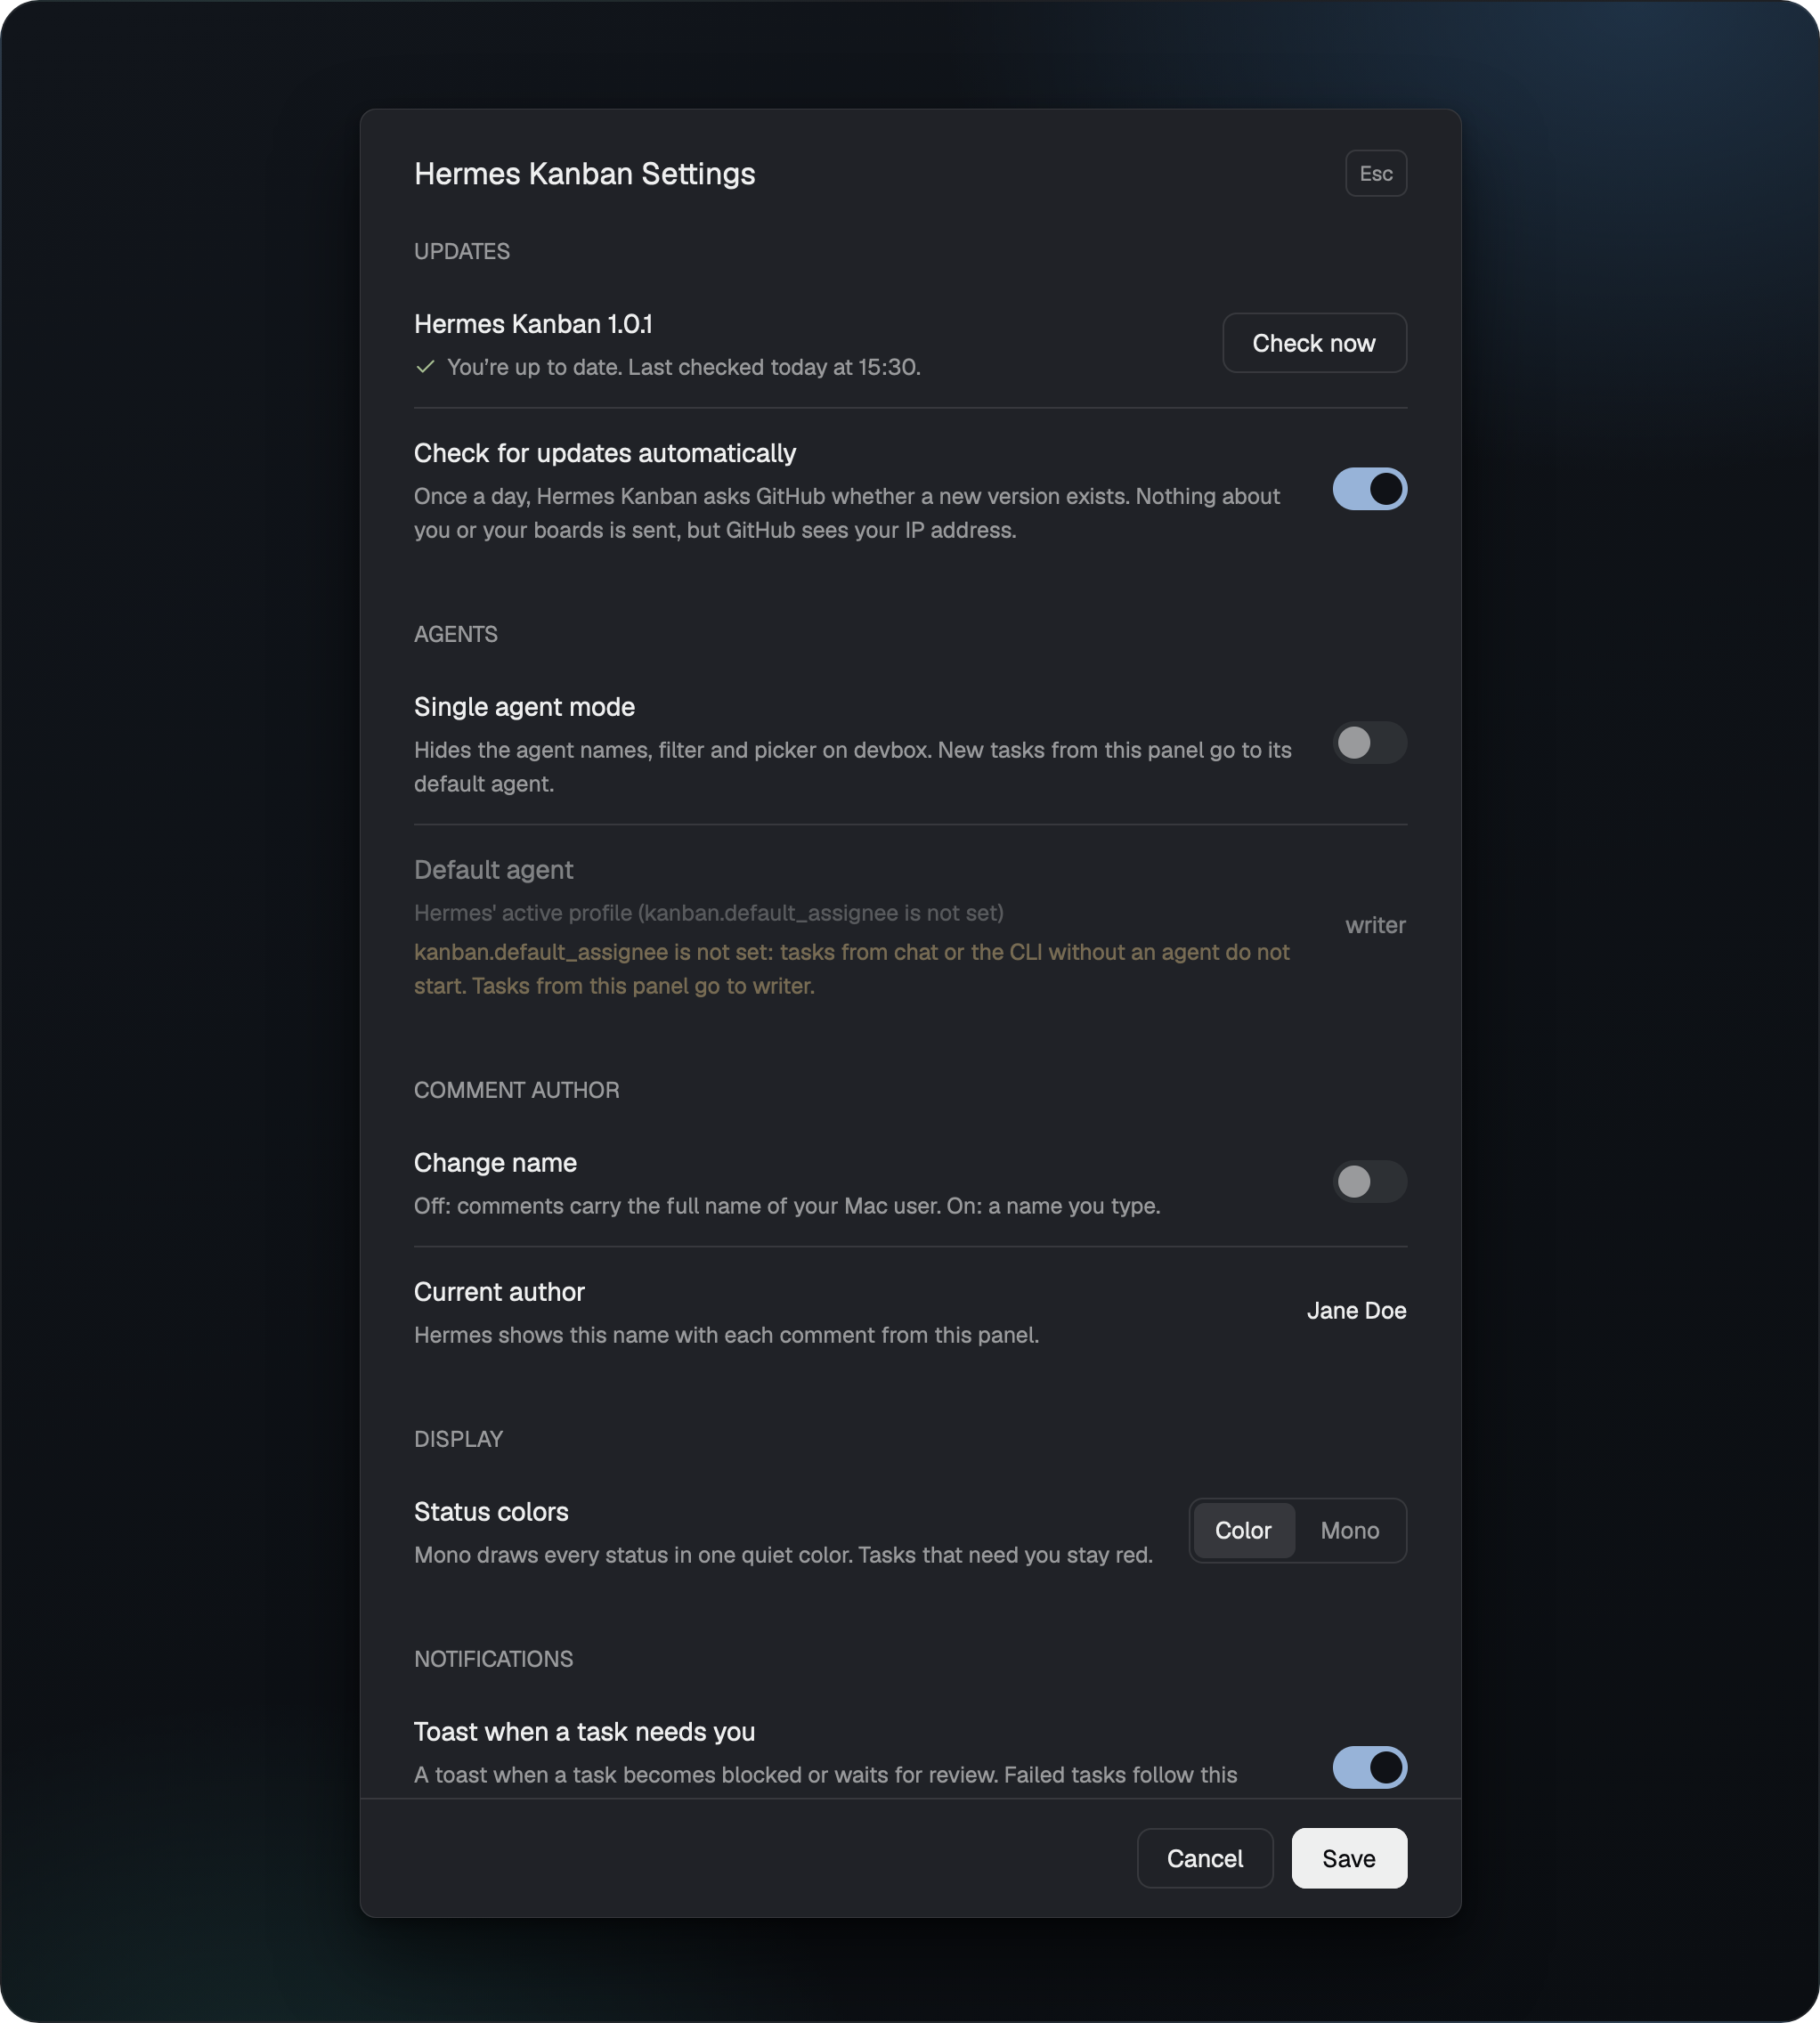 Hermes Kanban Settings
Esc
UPDATES
Hermes Kanban 1.0.1
You’re up to date. Last checked today at 15:30.
Check now
Check for updates automatically
Once a day, Hermes Kanban asks GitHub whether a new version exists. Nothing about
you or your boards is sent, but GitHub sees your IP address.
AGENTS
Single agent mode
Hides the agent names, filter and picker on devbox. New tasks from this panel go to its
default agent.
Default agent
Hermes' active profile (kanban.default_assignee is not set)
writer
kanban.default_assignee is not set: tasks from chat or the CLI without an agent do not
start. Tasks from this panel go to writer.
COMMENT AUTHOR
Change name
Off: comments carry the full name of your Mac user. On: a name you type.
Current author
Jane Doe
Hermes shows this name with each comment from this panel.
DISPLAY
Status colors
Color
Mono
Mono draws every status in one quiet color. Tasks that need you stay red.
NOTIFICATIONS
Toast when a task needs you
A toast when a task becomes blocked or waits for review. Failed tasks follow this
Cancel
Save